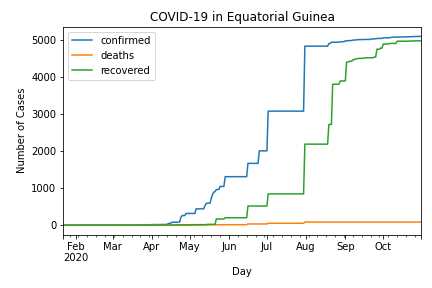 COVID-19 in Equatorial Guinea
confirmed
deaths
recovered
Number of Cases
5000
4000
3000
2000
1000
0
Feb Mar Apr May Jun Jul Aug Sep Oct
2020
Day